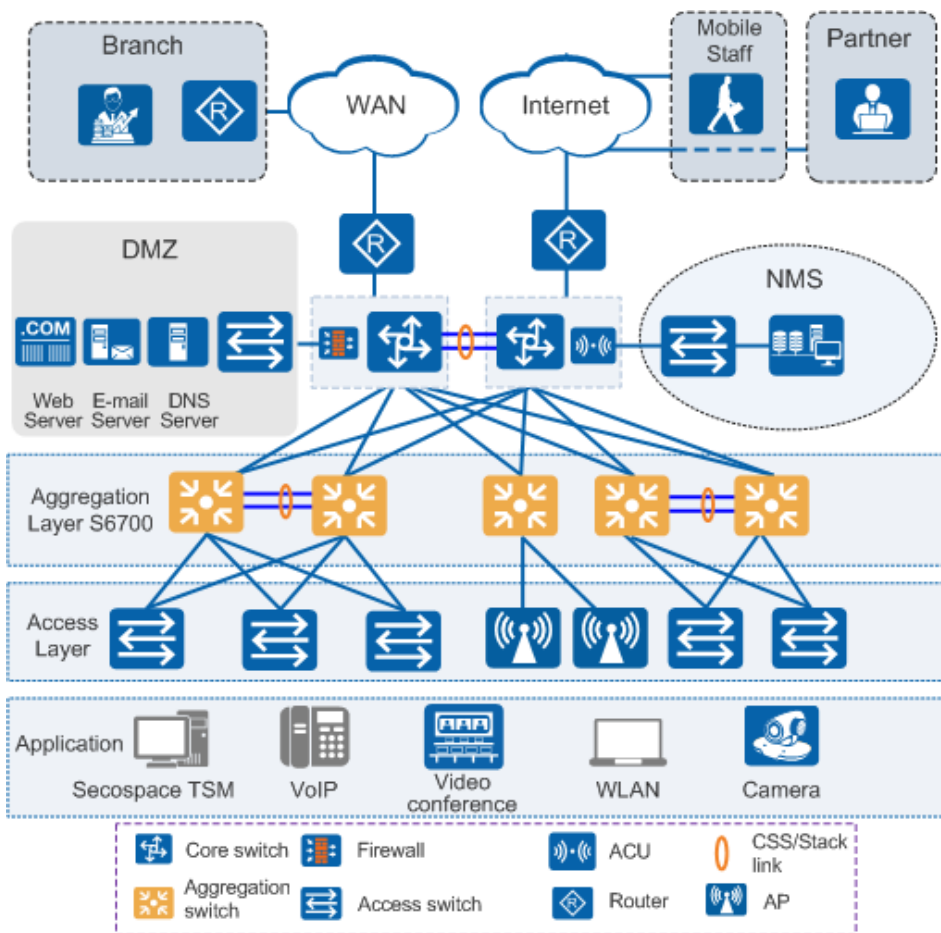 Branch
WAN
Internet
Mobile
Staff
Partner
R
R
R
DMZ
NMS
.COM
Web
Server
E-mail
Server
DNS
Server
Aggregation
Layer S6700
Access
Layer
Application
Secospace TSM
VoIP
Video
conference
WLAN
Camera
Core switch
Firewall
ACU
CSS/Stack
link
Aggregation
switch
Access switch
R
Router
AP